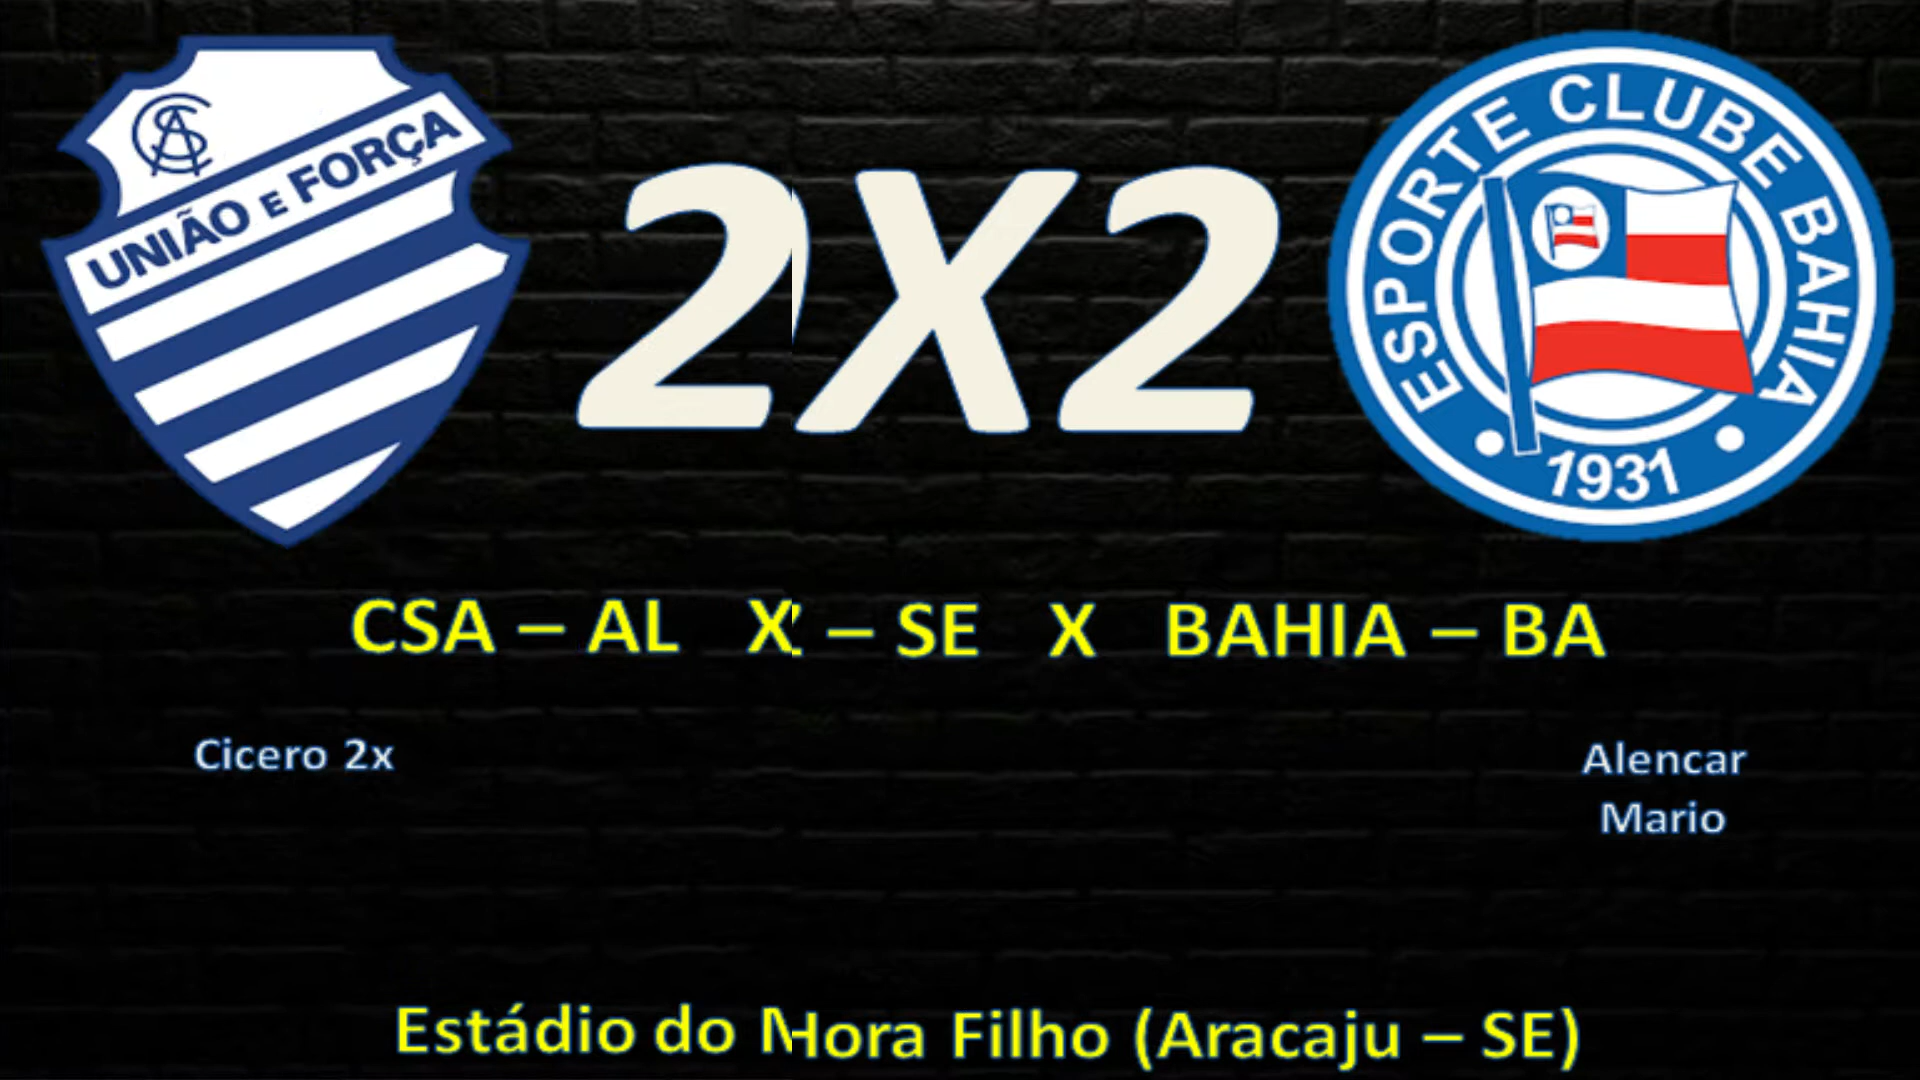 CSA
UNIÃO E FORÇA
2X2
ESPORTE CLUBE BAHIA
1931
CSA – AL X – SE X BAHIA – BA
Cicero 2x
Alencar
Mario
Estádio do Hora Filho (Aracaju – SE)